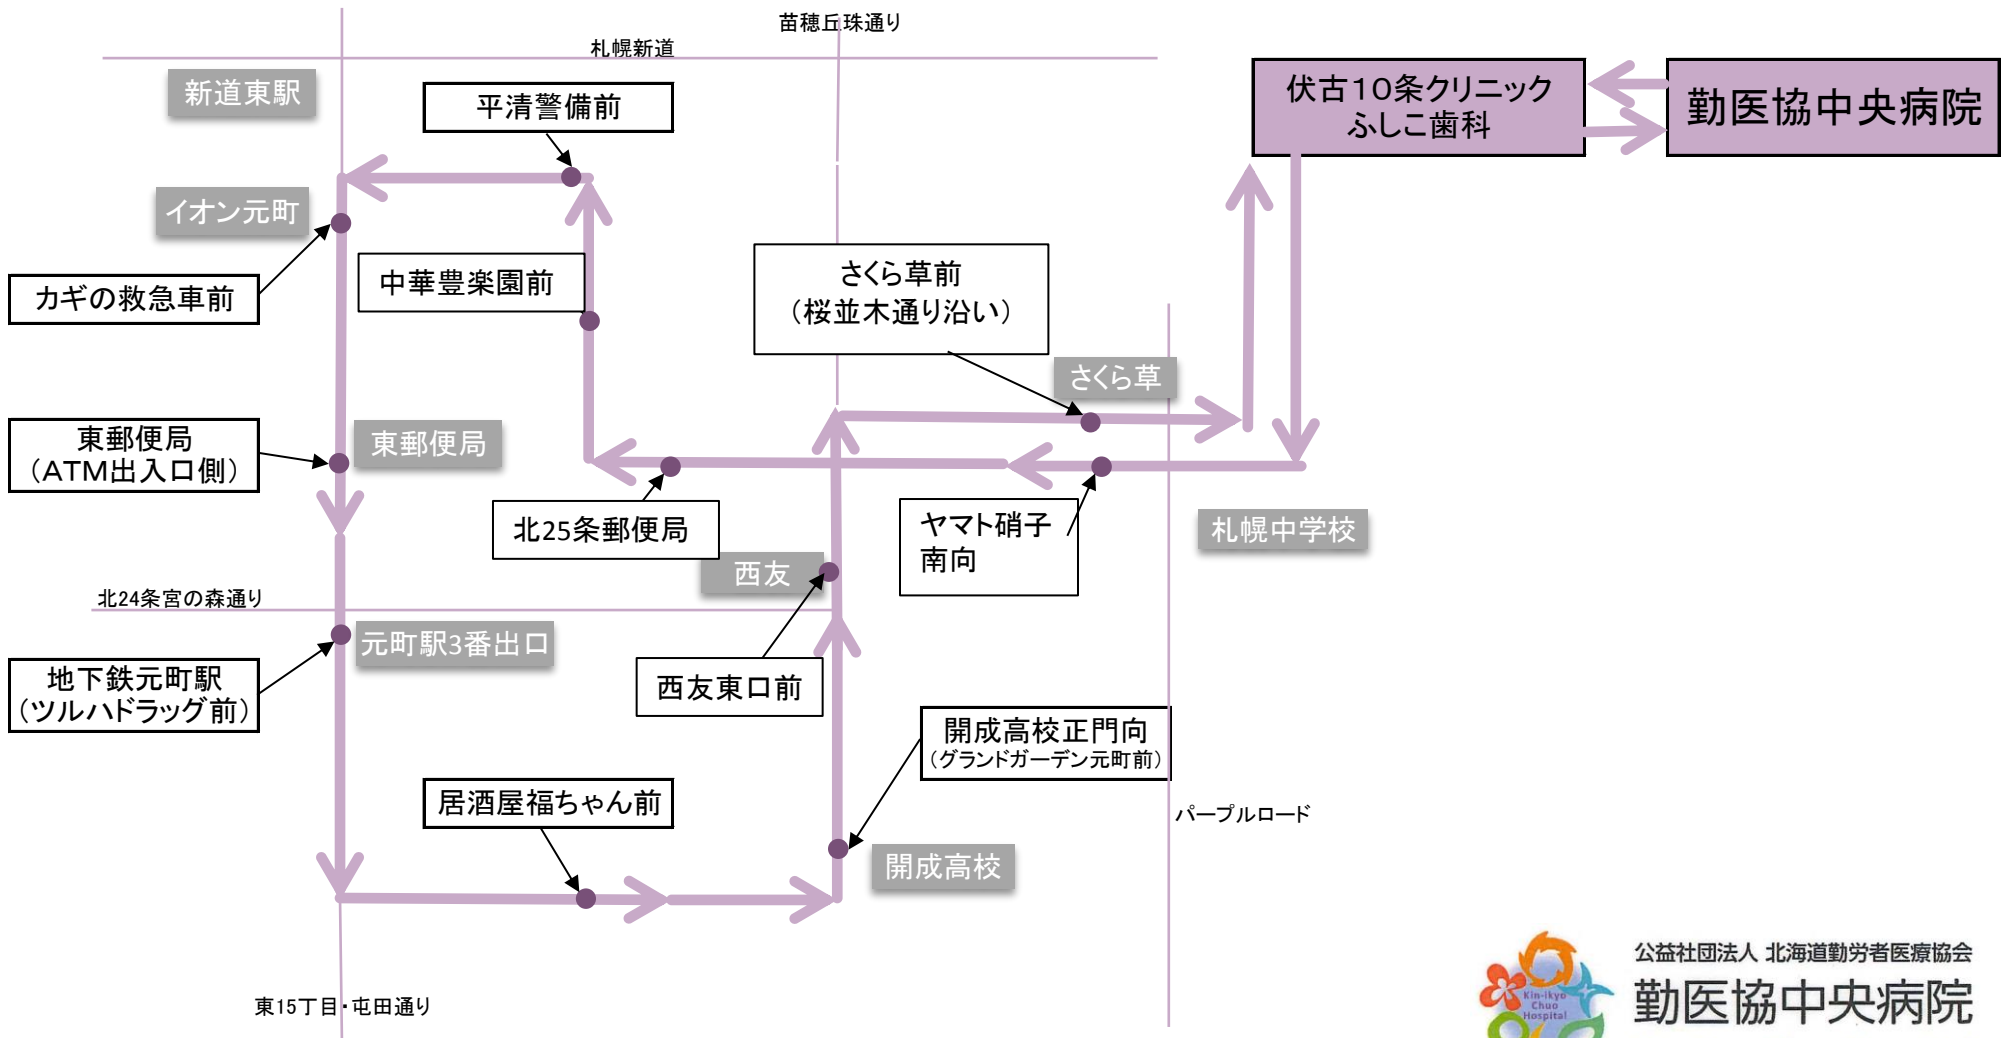 苗穂丘珠通り
札幌新道
新道東駅
平清警備前
伏古10条クリニック
ふしこ歯科
勤医協中央病院
イオン元町
カギの救急車前
中華豊楽園前
さくら草前
（桜並木通り沿い）
さくら草
東郵便局
（ATM出入口側）
東郵便局
北25条郵便局
ヤマト硝子
南向
札幌中学校
西友
北24条宮の森通り
元町駅3番出口
地下鉄元町駅
（ツルハドラッグ前）
西友東口前
開成高校正門向
（グランドガーデン元町前）
居酒屋福ちゃん前
パープルロード
開成高校
東15丁目・屯田通り
公益社団法人 北海道勤労者医療協会
勤医協中央病院
Kin-ikyo
Chuo
Hospital